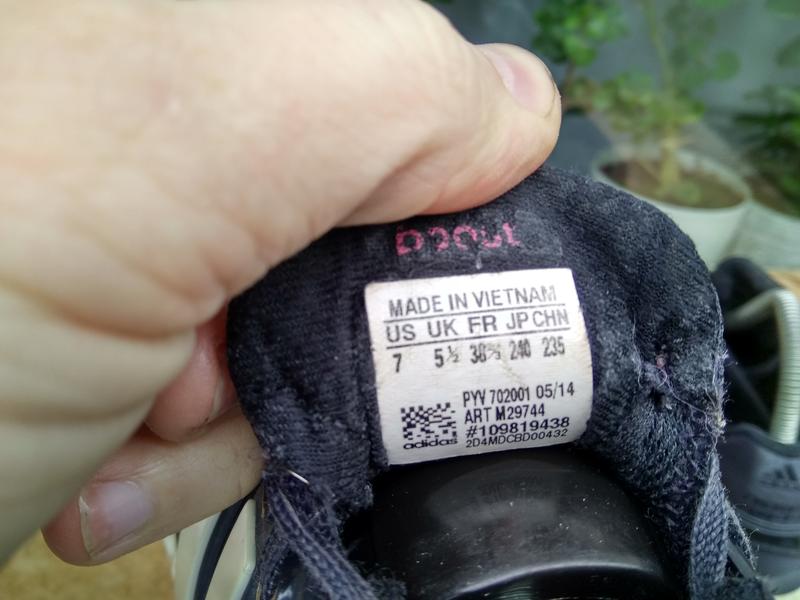 MADE IN VIETNAM
US UK FR JP CHN
7 5½ 38⅔ 240 235
PYV 702001 05/14
ART M29744
#109819438
adidas 2D4MDCBD00432